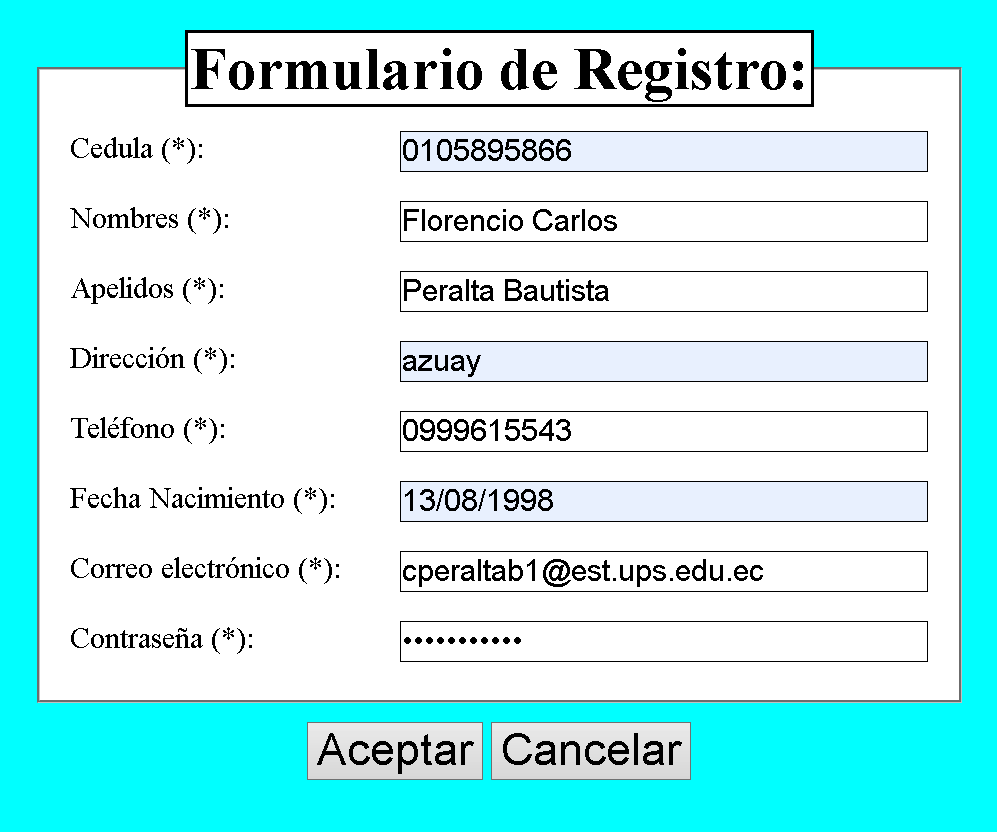 Formulario de Registro:
Cedula (*): 0105895866
Nombres (*): Florencio Carlos
Apelidos (*): Peralta Bautista
Dirección (*): azuay
Teléfono (*): 0999615543
Fecha Nacimiento (*): 13/08/1998
Correo electrónico (*): cperaltab1@est.ups.edu.ec
Contraseña (*): •••••••••••
Aceptar Cancelar